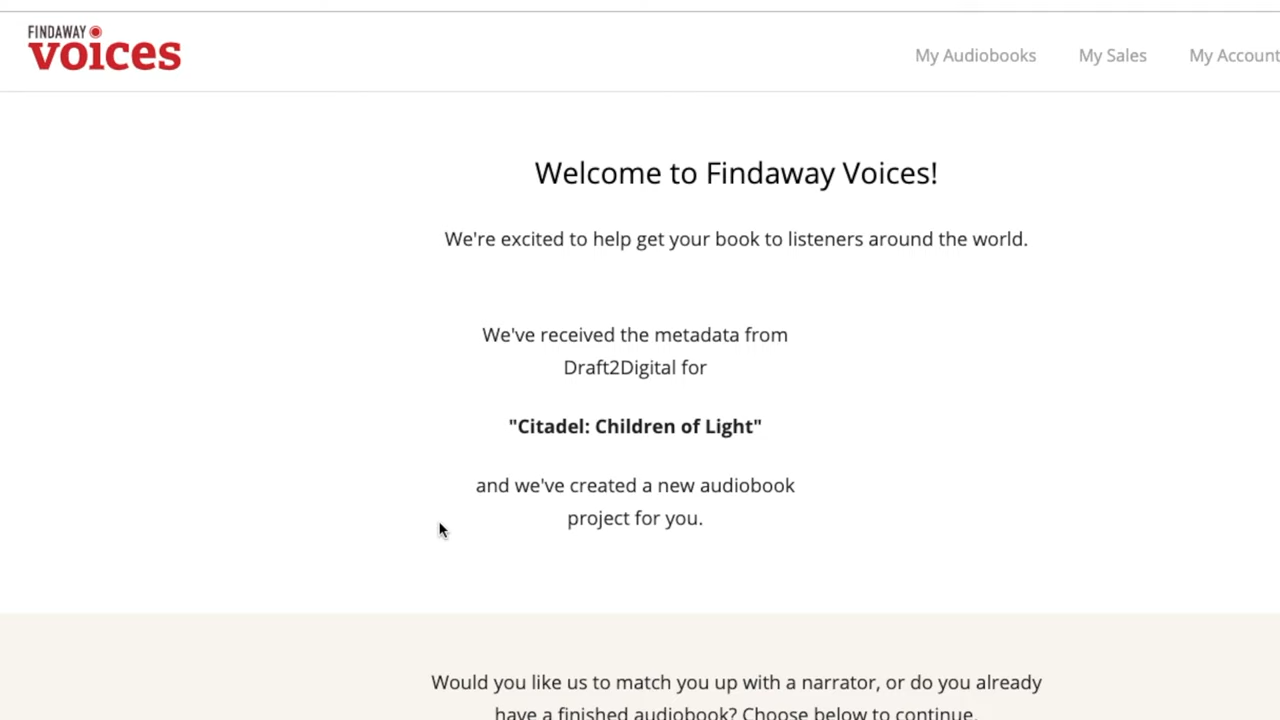 FINDAWAY
voices
My Audiobooks My Sales My Account
Welcome to Findaway Voices!
We're excited to help get your book to listeners around the world.
We've received the metadata from
Draft2Digital for
"Citadel: Children of Light"
and we've created a new audiobook
project for you.
Would you like us to match you up with a narrator, or do you already
have a finished audiobook? Choose below to continue.